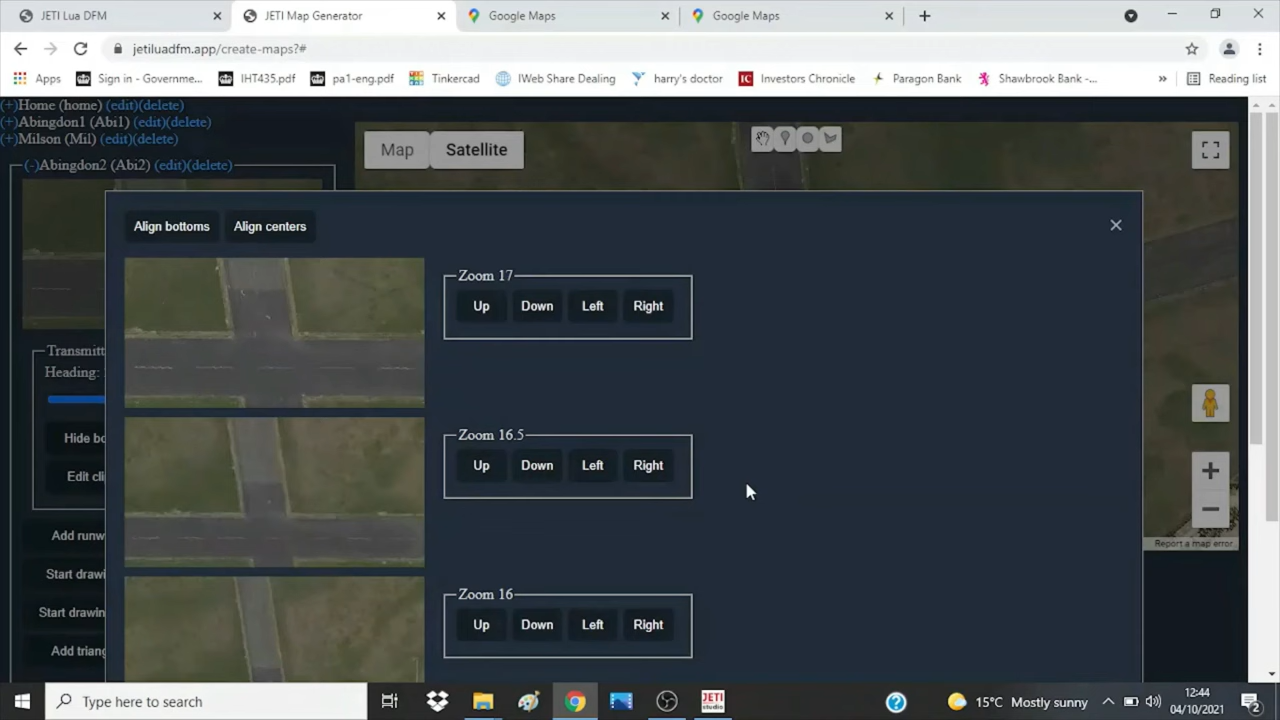 JETI Lua DFM
JETI Map Generator
Google Maps
Google Maps
jetiluadfm.app/create-maps?#
Apps
Sign in - Governme...
IHT435.pdf
pa1-eng.pdf
Tinkercad
IWeb Share Dealing
harry's doctor
IC
Investors Chronicle
Paragon Bank
Shawbrook Bank -...
»
Reading list
(+)Home (home) (edit)(delete)
(+)Abingdon1 (Abi1) (edit)(delete)
(+)Milson (Mil) (edit)(delete)
(-)Abingdon2 (Abi2) (edit)(delete)
Map
Satellite
Align bottoms
Align centers
Zoom 17
Up
Down
Left
Right
Transmitt
Heading:
Hide bo
Edit cli
Zoom 16.5
Up
Down
Left
Right
Report a map error
Add runw
Start drawi
Start drawin
Add triang
Zoom 16
Up
Down
Left
Right
Type here to search
JETI
studio
15°C Mostly sunny
12:44
04/10/2021
2